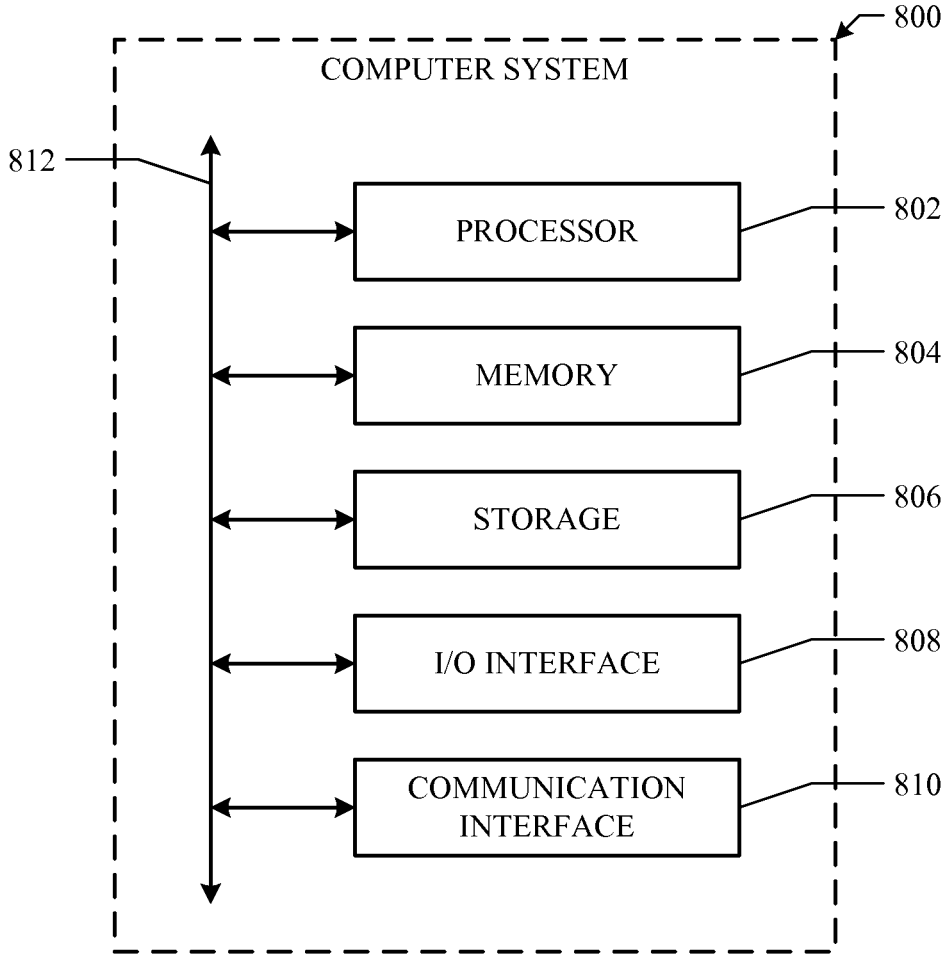 800
COMPUTER SYSTEM
812
802
PROCESSOR
804
MEMORY
806
STORAGE
808
I/O INTERFACE
810
COMMUNICATION
INTERFACE